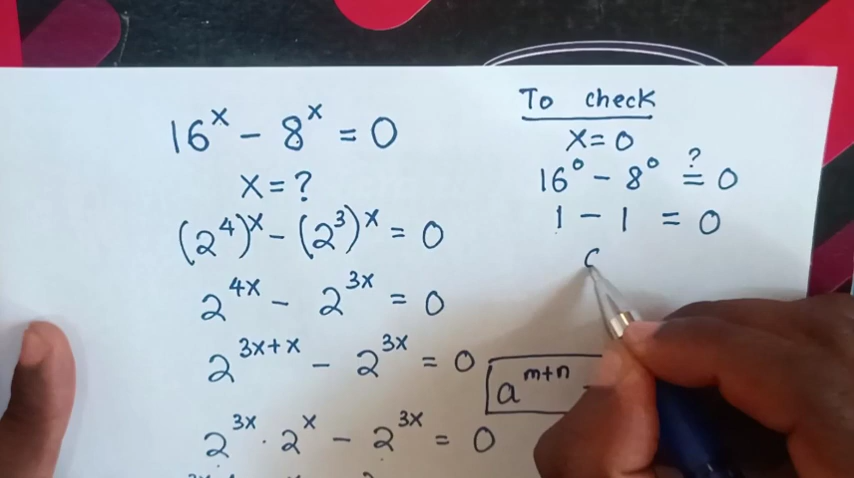 16^x - 8^x = 0
x = ?
(2^4)^x - (2^3)^x = 0
2^4x - 2^3x = 0
2^3x+x - 2^3x = 0
2^3x · 2^x - 2^3x = 0
To check
x = 0
16^0 - 8^0 ?= 0
1 - 1 = 0
a^m+n